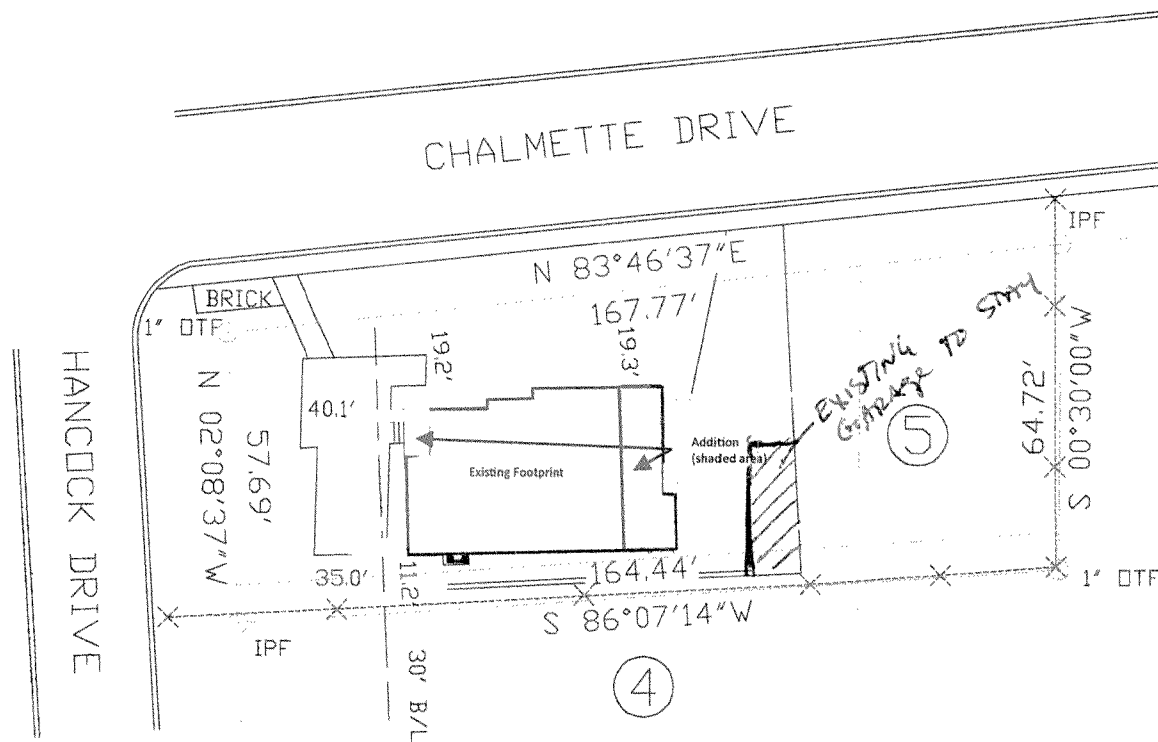 CHALMETTE DRIVE
IPF
N 83°46'37"E
167.77'
BRICK
1" OTP
19.2'
19.3'
HANCOCK DRIVE
N 02°08'37"W
57.69'
40.1'
EXISTING
GARAGE TO STAY
5
64.72'
S 00°30'00"W
Addition
(shaded area)
Existing Footprint
35.0'
11.2'
164.44'
S 86°07'14"W
1" OTP
IPF
30' B/L
4